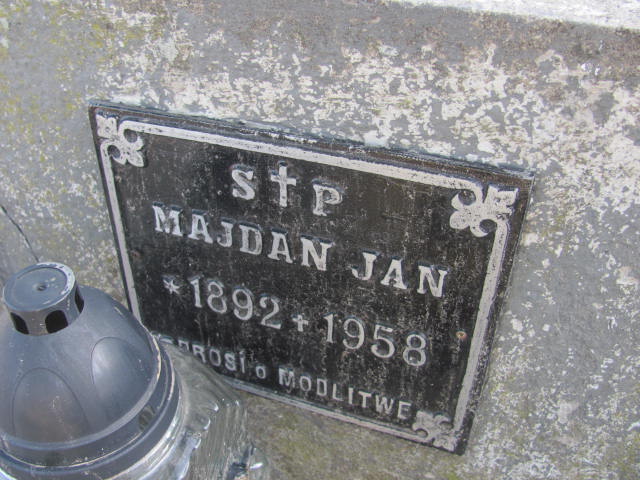 S✝P
MAJDAN JAN
*1892+1958
PROSI o MODLITWE